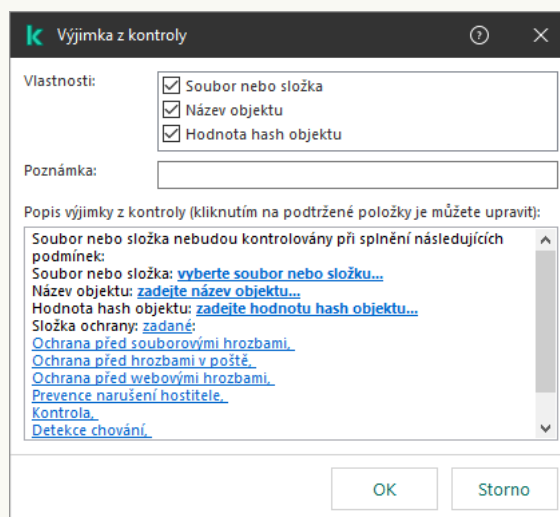 Výjimka z kontroly
Vlastnosti:
Soubor nebo složka
Název objektu
Hodnota hash objektu
Poznámka:
Popis výjimky z kontroly (kliknutím na podtržené položky je můžete upravit):
Soubor nebo složka nebudou kontrolovány při splnění následujících
podmínek:
Soubor nebo složka: vyberte soubor nebo složku...
Název objektu: zadejte název objektu...
Hodnota hash objektu: zadejte hodnotu hash objektu...
Složka ochrany: zadané:
Ochrana před souborovými hrozbami,
Ochrana před hrozbami v poště,
Ochrana před webovými hrozbami,
Prevence narušení hostitele,
Kontrola,
Detekce chování,
OK
Storno